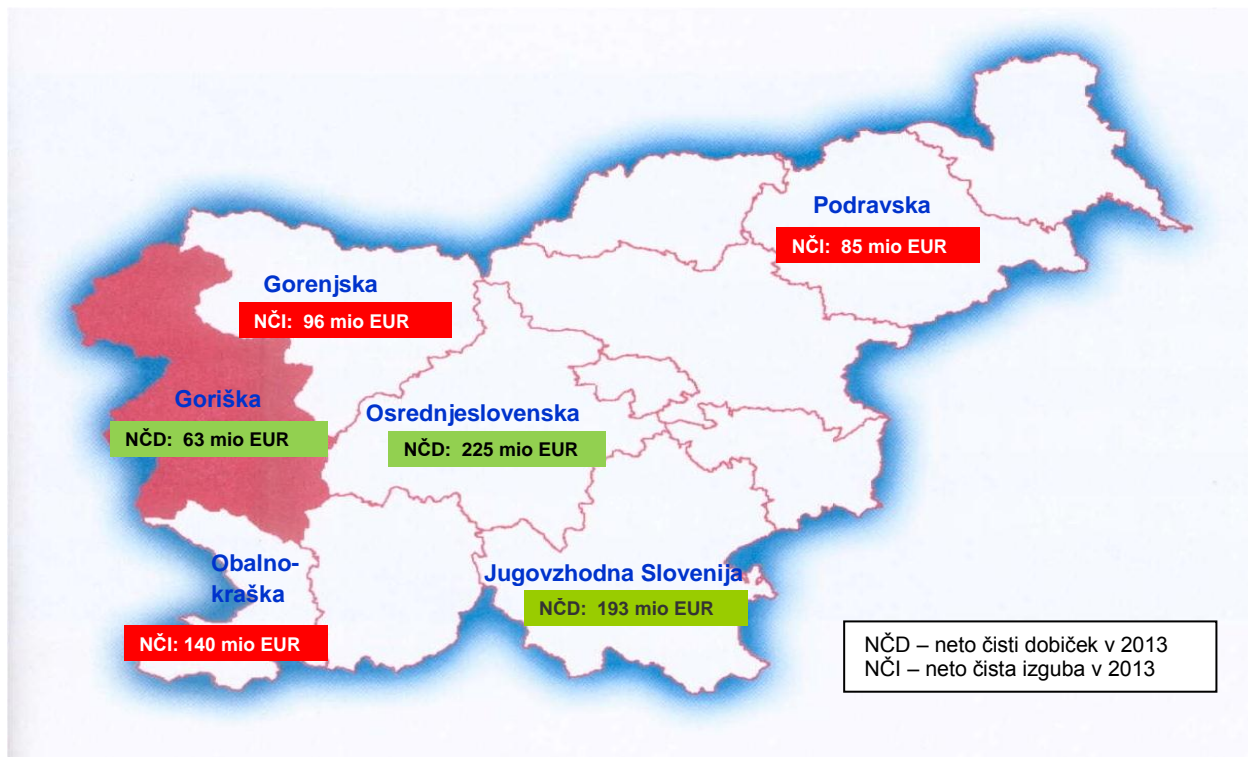 Podravska
NČI: 85 mio EUR
Gorenjska
NČI: 96 mio EUR
Goriška
NČD: 63 mio EUR
Osrednjeslovenska
NČD: 225 mio EUR
Obalno-
kraška
NČI: 140 mio EUR
Jugovzhodna Slovenija
NČD: 193 mio EUR
NČD – neto čisti dobiček v 2013
NČI – neto čista izguba v 2013